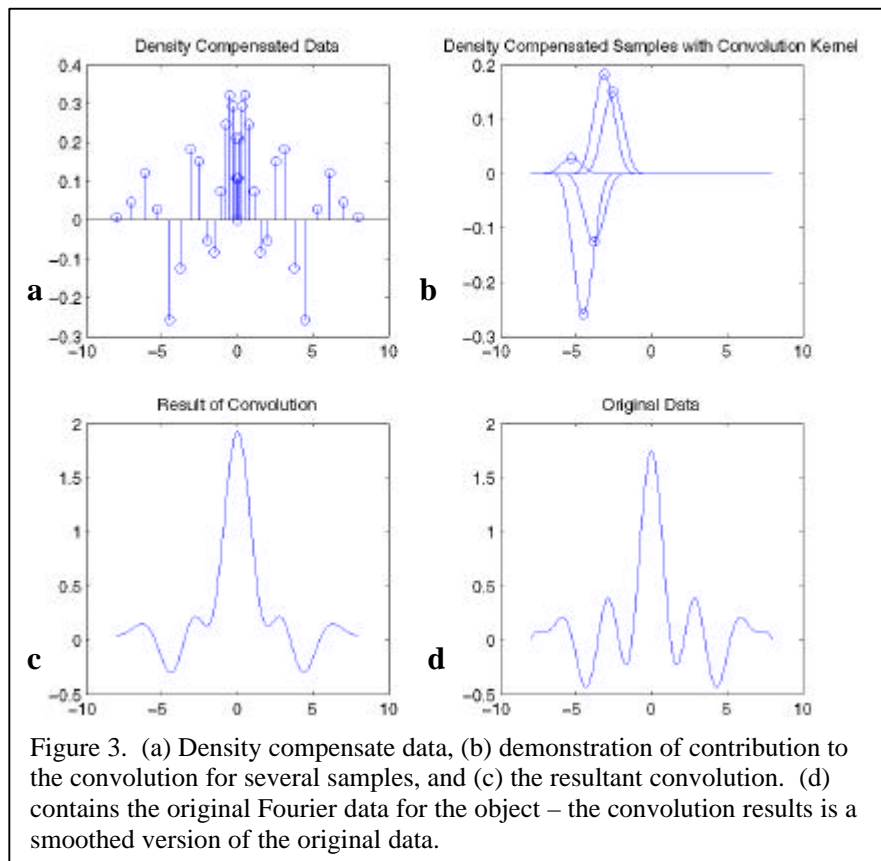 Density Compensated Data
0.4
0.3
0.2
0.1
0
−0.1
−0.2
−0.3
−10 −5 0 5 10
a
Density Compensated Samples with Convolution Kernel
0.2
0.1
0
−0.1
−0.2
−0.3
−10 −5 0 5 10
b
Result of Convolution
2
1.5
1
0.5
0
−0.5
−10 −5 0 5 10
c
Original Data
2
1.5
1
0.5
0
−0.5
−10 −5 0 5 10
d
Figure 3. (a) Density compensate data, (b) demonstration of contribution to
the convolution for several samples, and (c) the resultant convolution. (d)
contains the original Fourier data for the object – the convolution results is a
smoothed version of the original data.